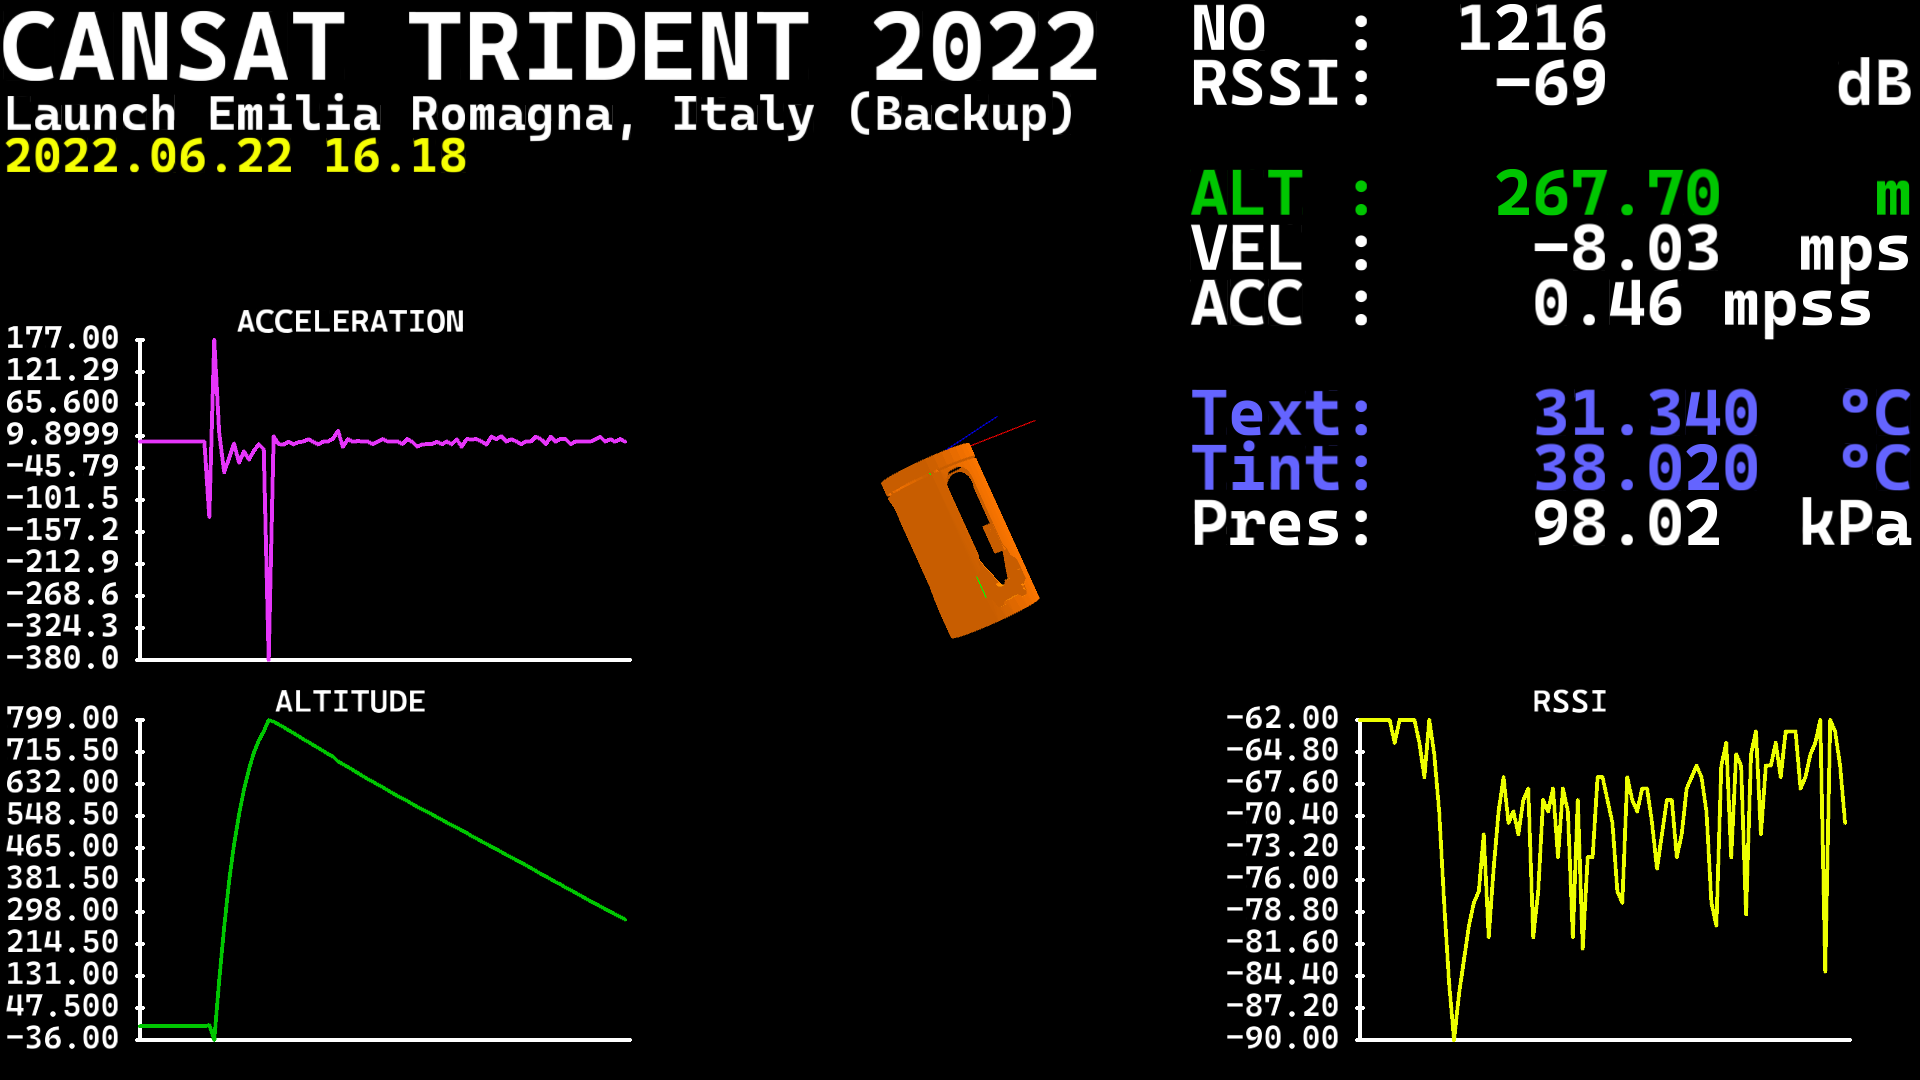 CANSAT TRIDENT 2022
Launch Emilia Romagna, Italy (Backup)
2022.06.22 16.18
NO : 1216
RSSI: -69 dB
ALT : 267.70 m
VEL : -8.03 mps
ACC : 0.46 mpss
Text: 31.340 °C
Tint: 38.020 °C
Pres: 98.02 kPa
ACCELERATION
177.00
121.29
65.600
9.8999
-45.79
-101.5
-157.2
-212.9
-268.6
-324.3
-380.0
ALTITUDE
799.00
715.50
632.00
548.50
465.00
381.50
298.00
214.50
131.00
47.500
-36.00
RSSI
-62.00
-64.80
-67.60
-70.40
-73.20
-76.00
-78.80
-81.60
-84.40
-87.20
-90.00